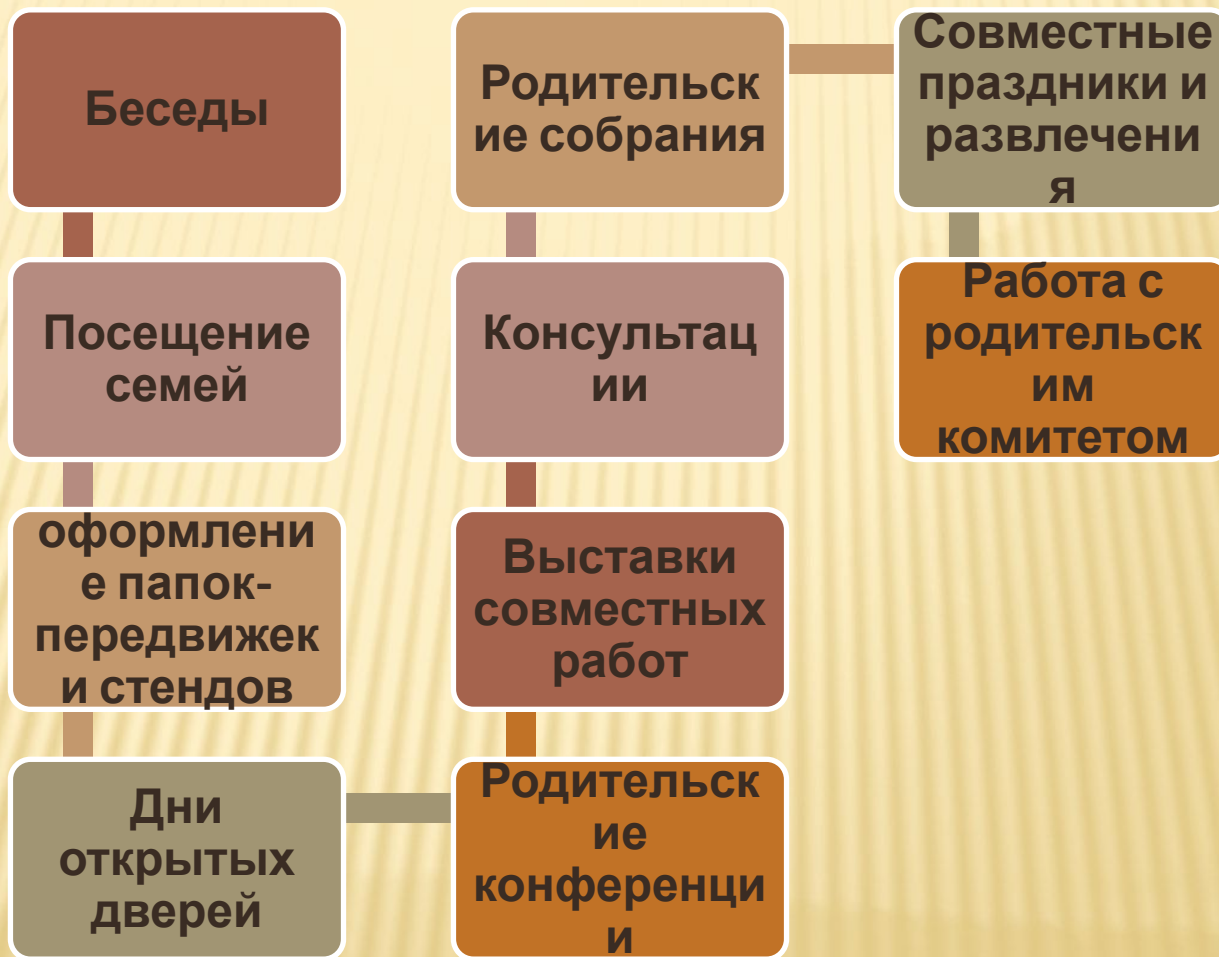 Беседы
Посещение
семей
оформлени
е папок-
передвижек
и стендов
Дни
открытых
дверей
Родительск
ие
конференци
и
Выставки
совместных
работ
Консультац
ии
Родительск
ие собрания
Совместные
праздники и
развлечени
я
Работа с
родительск
им
комитетом